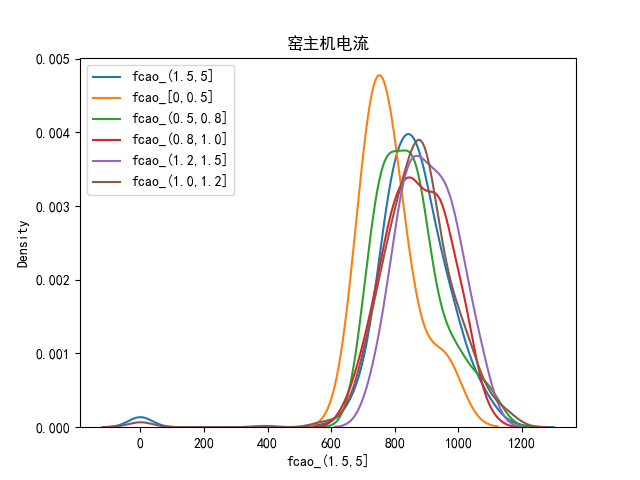 窑主机电流
0.005
0.004
0.003
0.002
0.001
0.000
Density
fcao_(1.5,5]
fcao_[0,0.5]
fcao_(0.5,0.8]
fcao_(0.8,1.0]
fcao_(1.2,1.5]
fcao_(1.0,1.2]
0 200 400 600 800 1000 1200
fcao_(1.5,5]